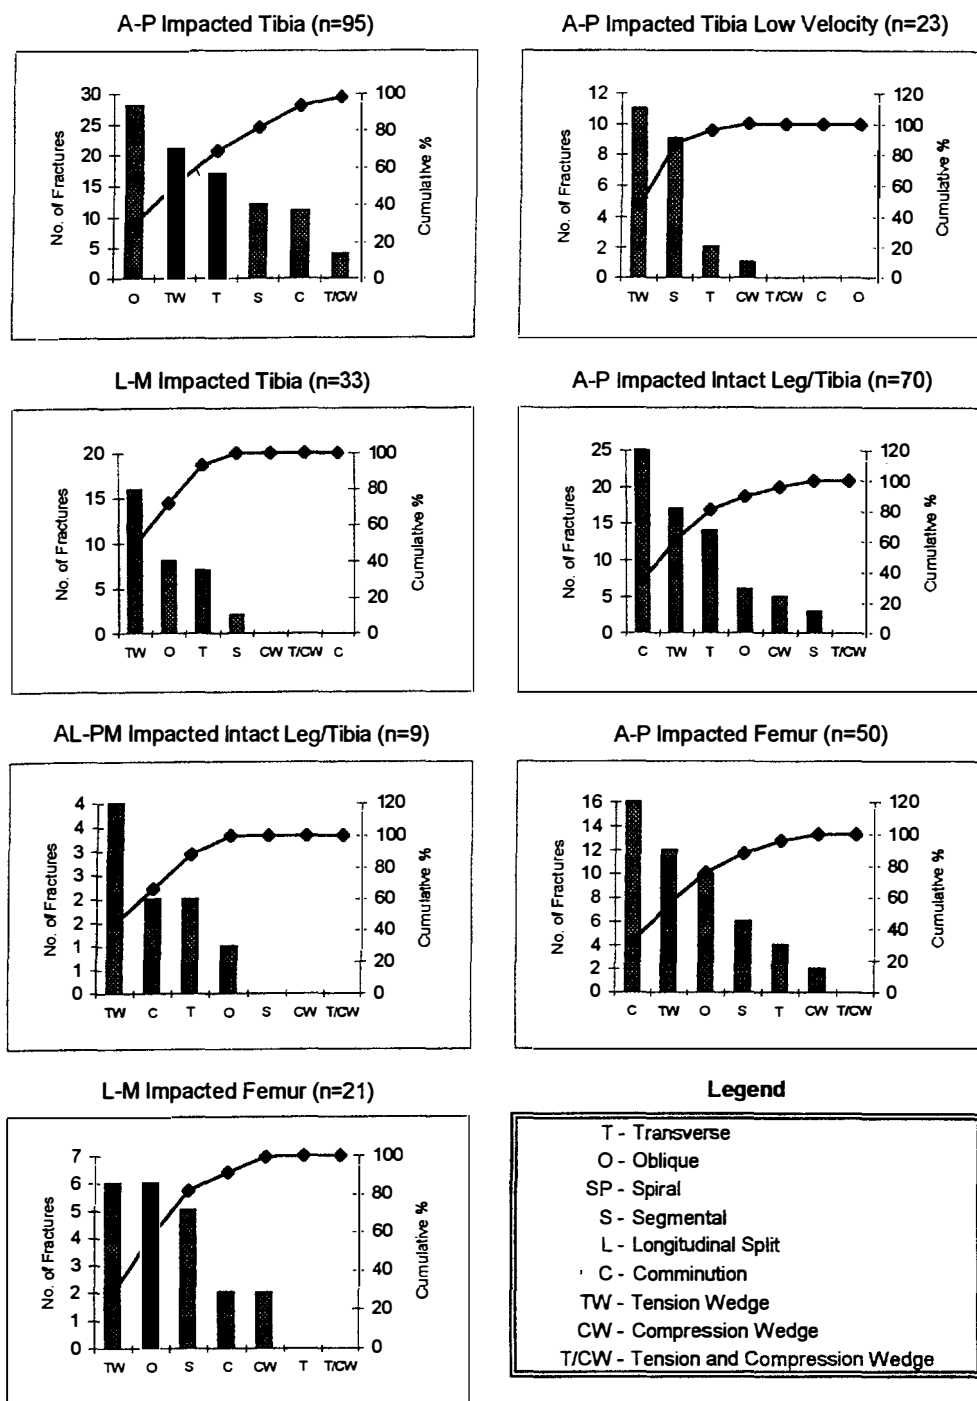 A-P Impacted Tibia (n=95)
No. of Fractures
30
25
20
15
10
5
0
O TW T S C T/CW
100
80
60
40
20
0
Cumulative %
A-P Impacted Tibia Low Velocity (n=23)
No. of Fractures
12
10
8
6
4
2
0
TW S T CW T/CW C O
120
100
80
60
40
20
0
Cumulative %
L-M Impacted Tibia (n=33)
No. of Fractures
20
15
10
5
0
TW O T S CW T/CW C
100
80
60
40
20
0
Cumulative %
A-P Impacted Intact Leg/Tibia (n=70)
No. of Fractures
25
20
15
10
5
0
C TW T O CW S T/CW
120
100
80
60
40
20
0
Cumulative %
AL-PM Impacted Intact Leg/Tibia (n=9)
No. of Fractures
4
4
3
3
2
2
1
1
0
TW C T O S CW T/CW
120
100
80
60
40
20
0
Cumulative %
A-P Impacted Femur (n=50)
No. of Fractures
16
14
12
10
8
6
4
2
0
C TW O S T CW T/CW
120
100
80
60
40
20
0
Cumulative %
L-M Impacted Femur (n=21)
No. of Fractures
7
6
5
4
3
2
1
0
TW O S C CW T T/CW
100
80
60
40
20
0
Cumulative %
Legend
T - Transverse
O - Oblique
SP - Spiral
S - Segmental
L - Longitudinal Split
C - Comminution
TW - Tension Wedge
CW - Compression Wedge
T/CW - Tension and Compression Wedge